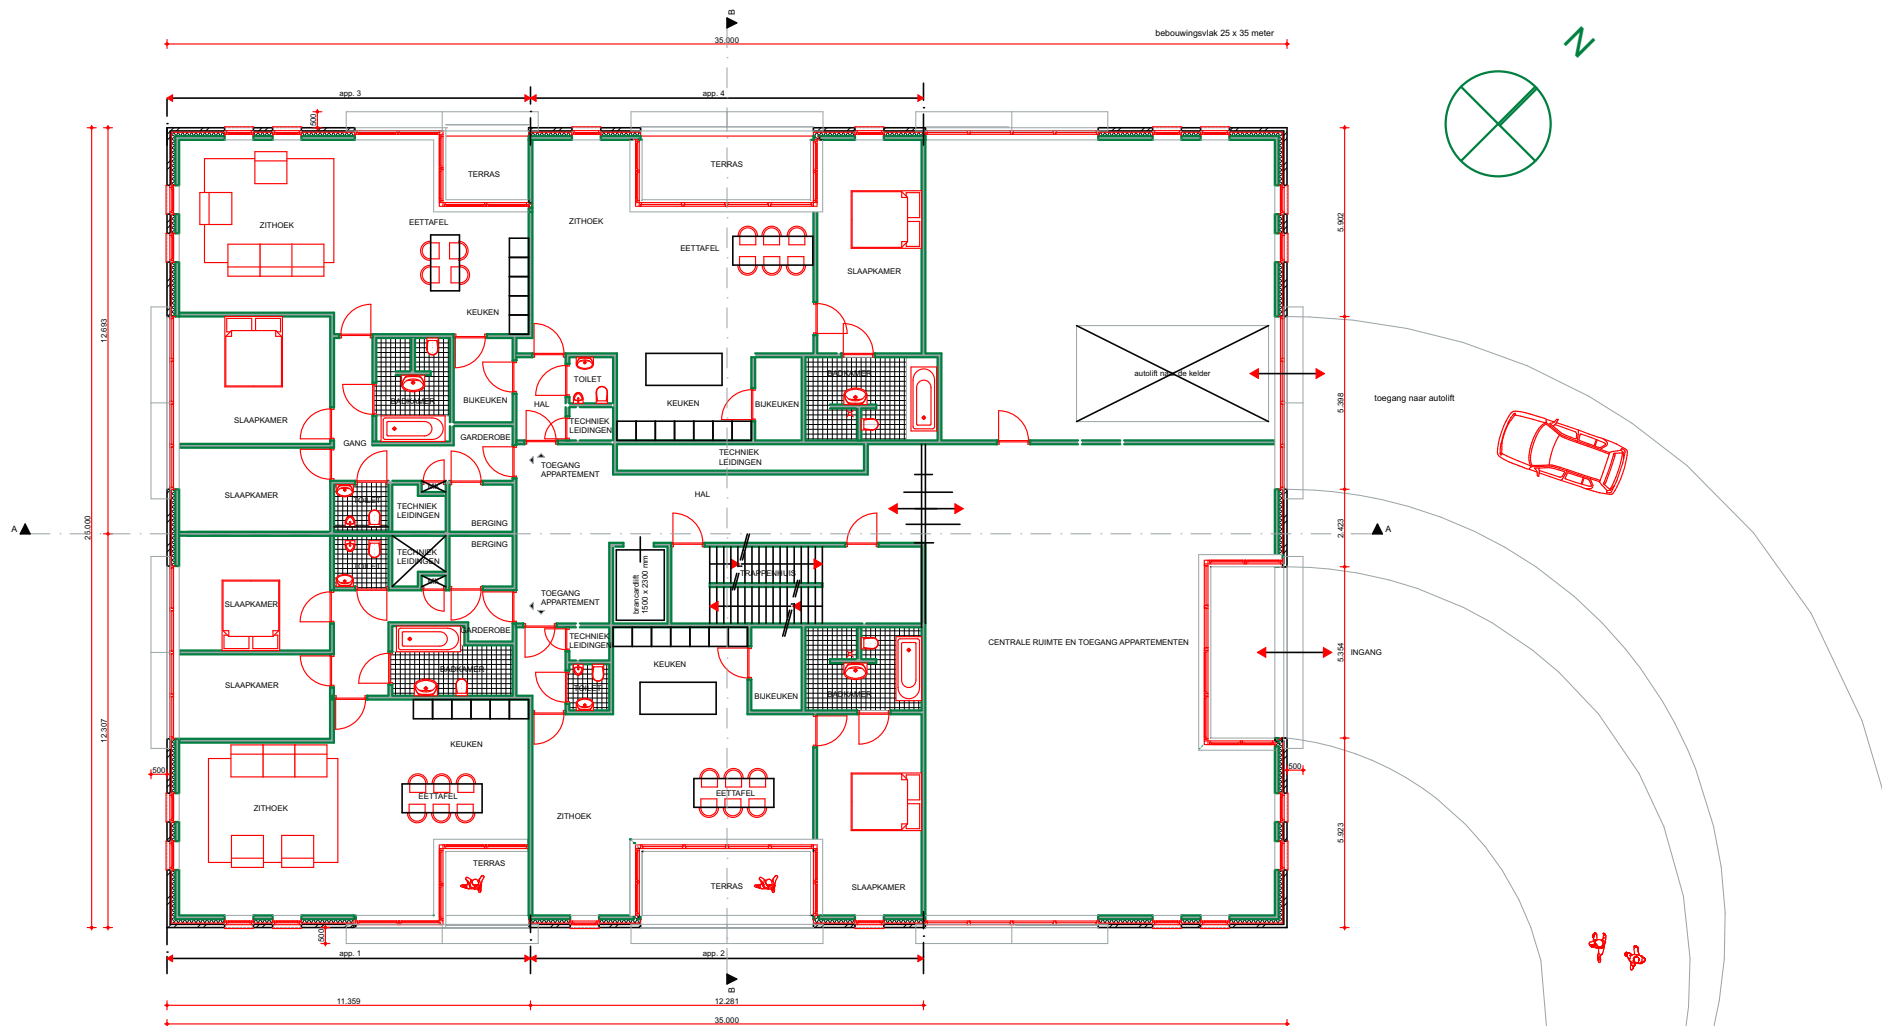 B
N
bebouwingsvlak 25 x 35 meter
35.000
app. 3
app. 4
500
TERRAS
TERRAS
ZITHOEK
EETTAFEL
ZITHOEK
EETTAFEL
SLAAPKAMER
5.902
KEUKEN
12.693
autolift naar de kelder
5.398
toegang naar autolift
BADKAMER
TOILET
BADKAMER
BIJKEUKEN
HAL
KEUKEN
BIJKEUKEN
SLAAPKAMER
TECHNIEK
LEIDINGEN
GARDEROBE
GANG
TECHNIEK
LEIDINGEN
TOEGANG
APPARTEMENT
SLAAPKAMER
TOILET
TECHNIEK
LEIDINGEN
HAL
BERGING
A
25.000
2.423
A
BERGING
TECHNIEK
LEIDINGEN
TOILET
TRAPPENHUIS
brancardlift
1500 x 2300 mm
TOEGANG
APPARTEMENT
SLAAPKAMER
GARDEROBE
TECHNIEK
LEIDINGEN
CENTRALE RUIMTE EN TOEGANG APPARTEMENTEN
INGANG
5.354
KEUKEN
BADKAMER
SLAAPKAMER
TOILET
BIJKEUKEN
BADKAMER
12.307
KEUKEN
500
500
EETTAFEL
EETTAFEL
ZITHOEK
ZITHOEK
5.923
TERRAS
TERRAS
SLAAPKAMER
500
app. 1
app. 2
B
11.359
12.281
35.000